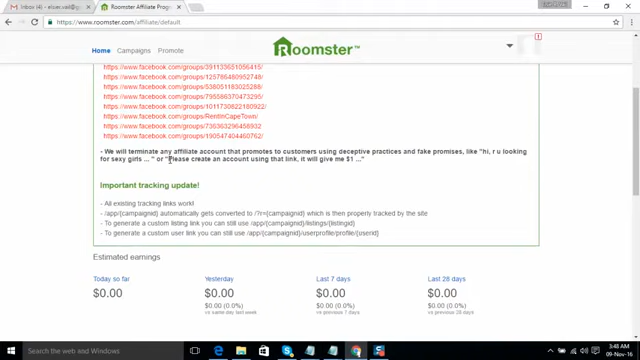 Inbox (4) - elser.vail@gmail
Roomster Affiliate Prog
https://www.roomster.com/affiliate/default
Home Campaigns Promote
Roomster™
https://www.facebook.com/groups/391133651056415/
https://www.facebook.com/groups/125786480952748/
https://www.facebook.com/groups/538051183025308/
https://www.facebook.com/groups/795586370473295/
https://www.facebook.com/groups/1011730822180922/
https://www.facebook.com/groups/RentInCapeTown/
https://www.facebook.com/groups/736363296458932
https://www.facebook.com/groups/190547404460762/
- We will terminate any affiliate account that promotes to customers using deceptive practices and fake promises, like "hi, r u looking
for sexy girls ... " or "Please create an account using that link, it will give me $1 ..."
Important tracking update!
- All existing tracking links work!
- /app/{campaignid} automatically gets converted to /?r={campaignid} which is then properly tracked by the site
- To generate a custom listing link you can still use /app/{campaignid}/listings/{listingid}
- To generate a custom user link you can still use /app/{campaignid}/userprofile/profile/{userid}
Estimated earnings
Today so far Yesterday Last 7 days Last 28 days
$0.00 $0.00 $0.00 $0.00
$0.00 (0.0%) $0.00 (0.0%) $0.00 (0.0%)
vs same day last week vs previous 7 days vs previous 28 days
Search the web and Windows
3:48 AM
09-Nov-16